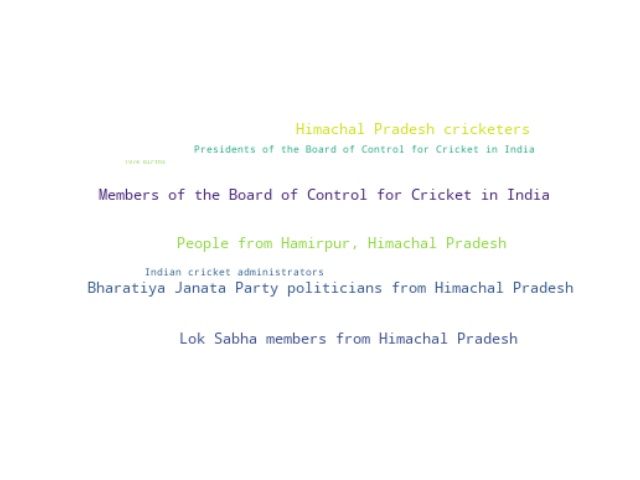 Himachal Pradesh cricketers
Presidents of the Board of Control for Cricket in India
Members of the Board of Control for Cricket in India
People from Hamirpur, Himachal Pradesh
Indian cricket administrators
Bharatiya Janata Party politicians from Himachal Pradesh
Lok Sabha members from Himachal Pradesh